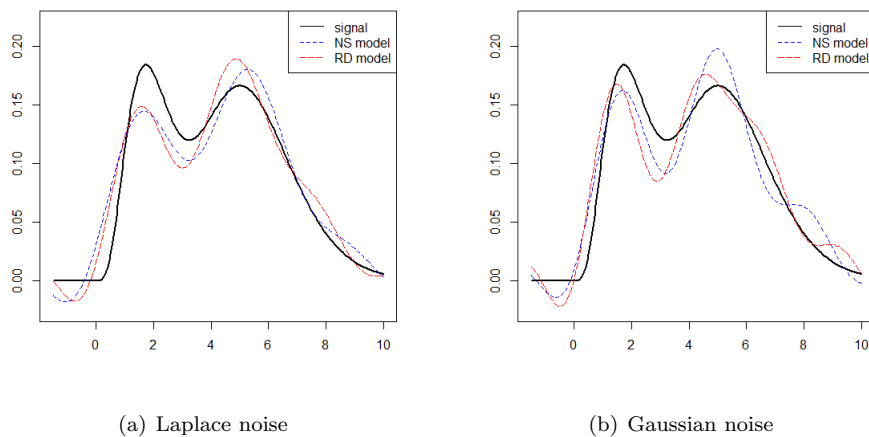 signal
NS model
RD model
0.20
0.15
0.10
0.05
0.00
0 2 4 6 8 10
(a) Laplace noise
signal
NS model
RD model
0.20
0.15
0.10
0.05
0.00
0 2 4 6 8 10
(b) Gaussian noise